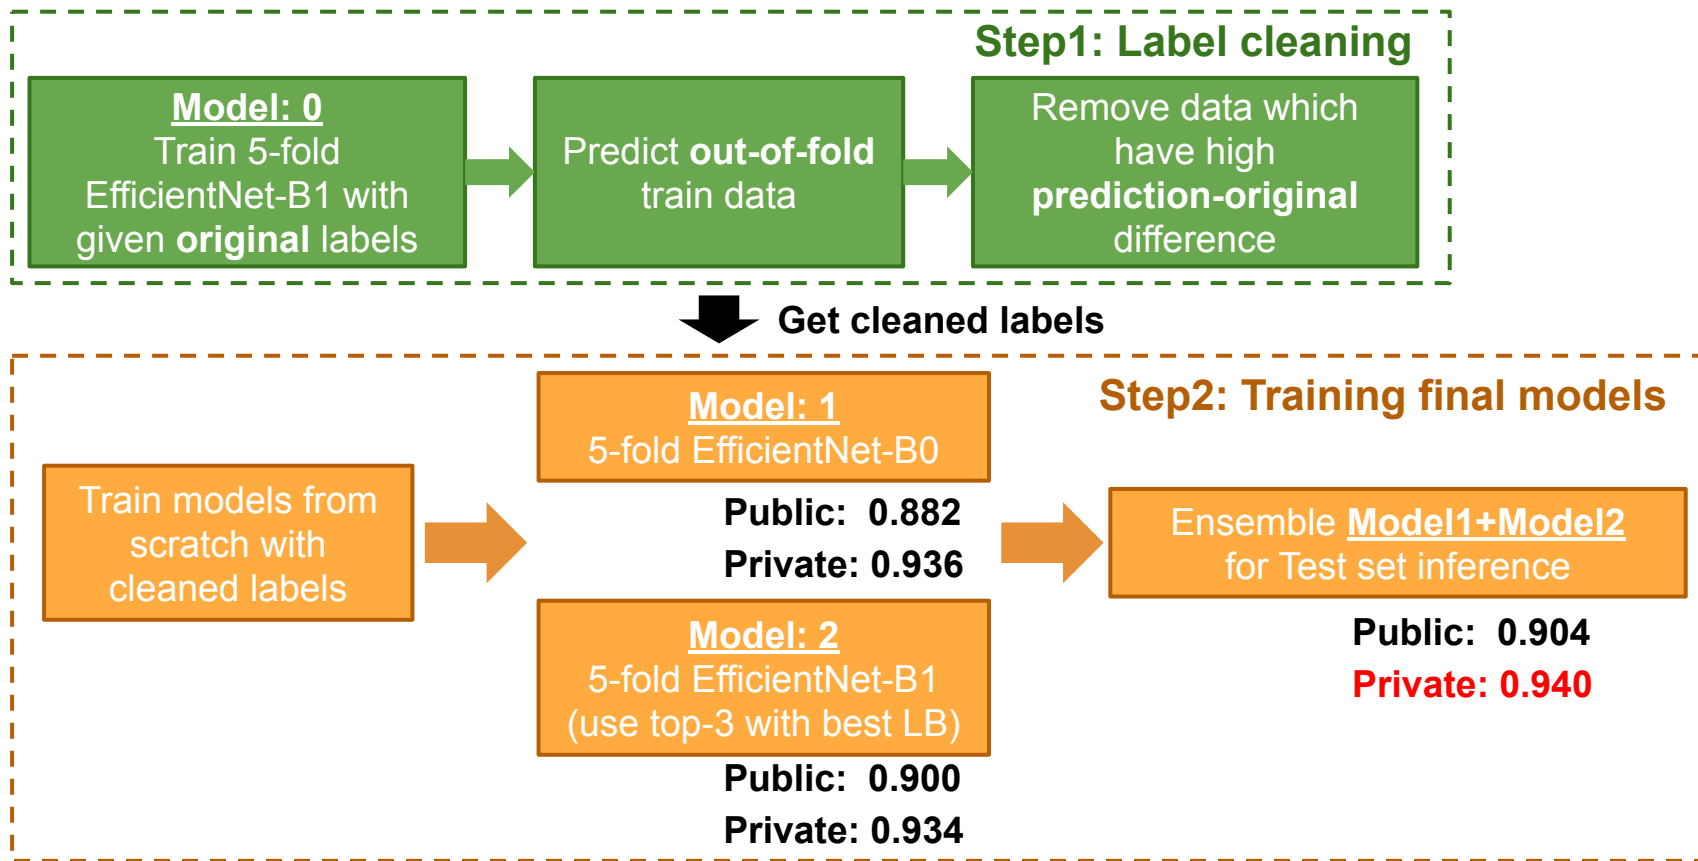 Step1: Label cleaning
Model: 0
Train 5-fold
EfficientNet-B1 with
given original labels
Predict out-of-fold
train data
Remove data which
have high
prediction-original
difference
Get cleaned labels
Step2: Training final models
Train models from
scratch with
cleaned labels
Model: 1
5-fold EfficientNet-B0
Public: 0.882
Private: 0.936
Model: 2
5-fold EfficientNet-B1
(use top-3 with best LB)
Public: 0.900
Private: 0.934
Ensemble Model1+Model2
for Test set inference
Public: 0.904
Private: 0.940